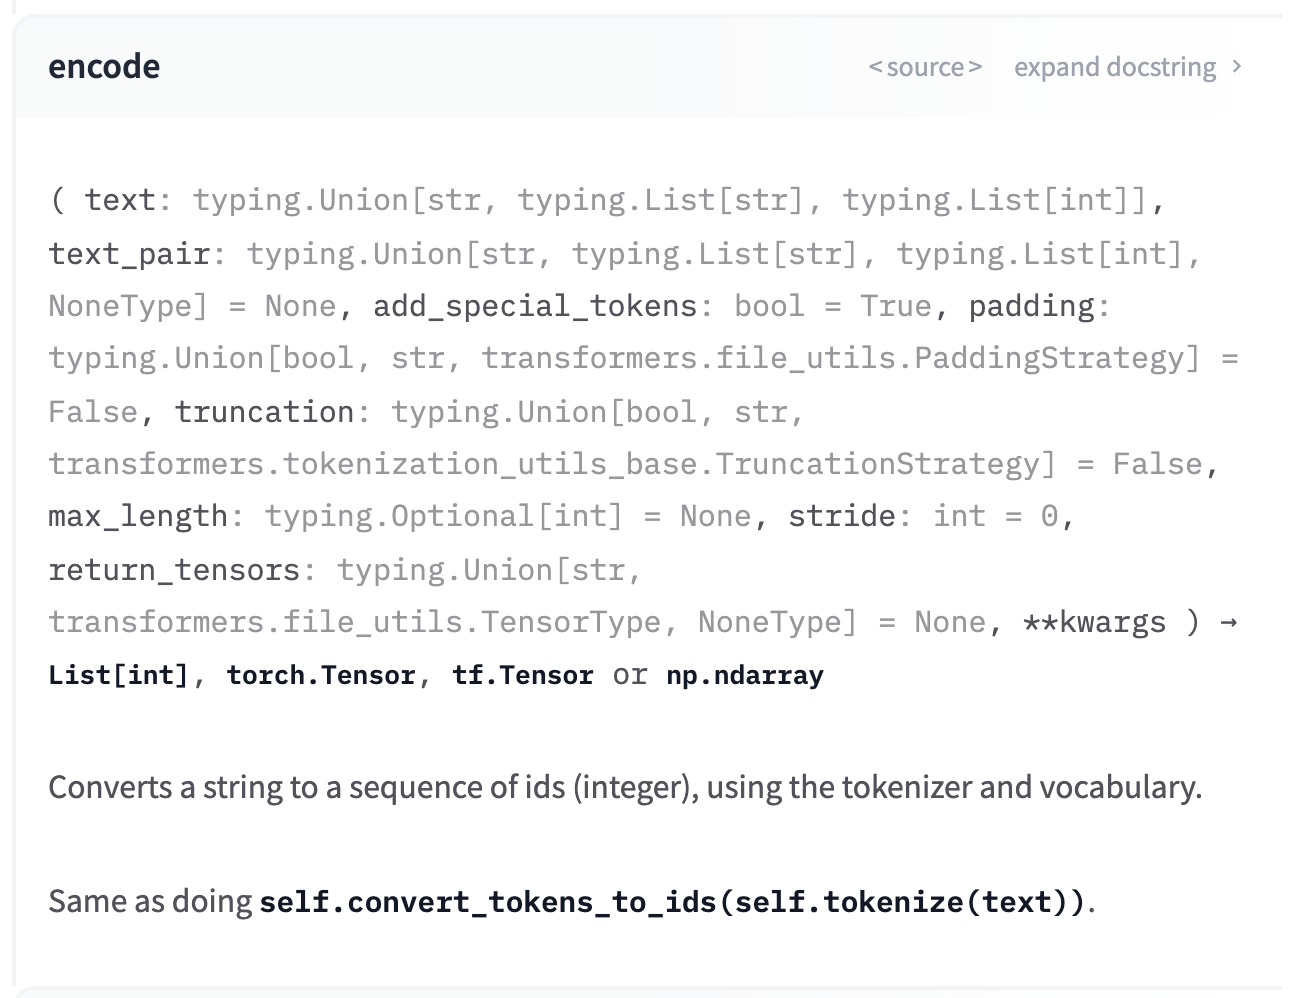 encode <source> expand docstring >
( text: typing.Union[str, typing.List[str], typing.List[int]],
text_pair: typing.Union[str, typing.List[str], typing.List[int],
NoneType] = None, add_special_tokens: bool = True, padding:
typing.Union[bool, str, transformers.file_utils.PaddingStrategy] =
False, truncation: typing.Union[bool, str,
transformers.tokenization_utils_base.TruncationStrategy] = False,
max_length: typing.Optional[int] = None, stride: int = 0,
return_tensors: typing.Union[str,
transformers.file_utils.TensorType, NoneType] = None, **kwargs ) →
List[int], torch.Tensor, tf.Tensor or np.ndarray
Converts a string to a sequence of ids (integer), using the tokenizer and vocabulary.
Same as doing self.convert_tokens_to_ids(self.tokenize(text)).